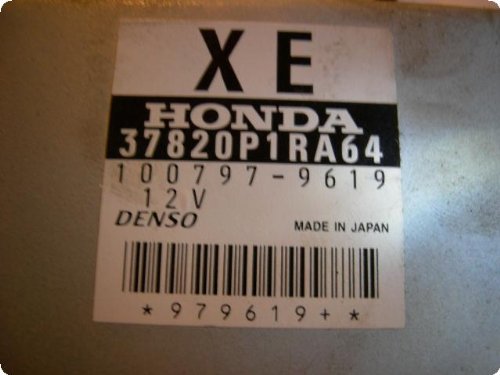 XE
HONDA
37820P1RA64
100797-9619
12V
DENSO
MADE IN JAPAN
*979619+*